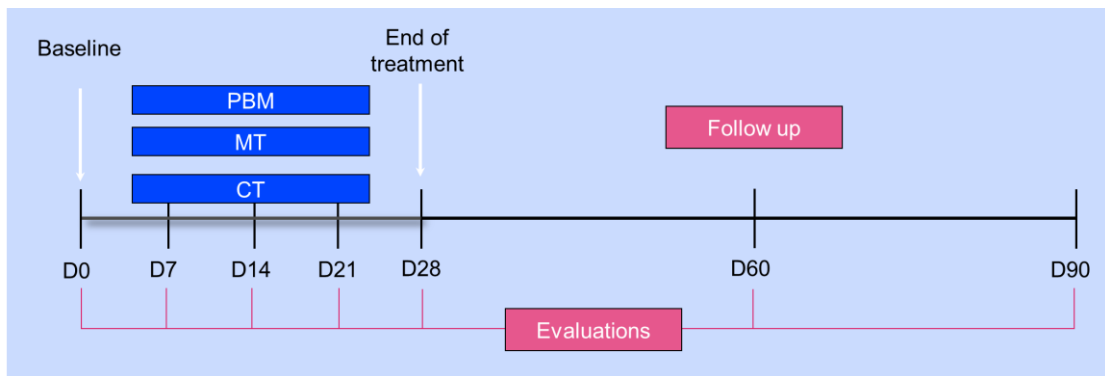 Baseline
End of
treatment
PBM
MT
CT
Follow up
D0 D7 D14 D21 D28 D60 D90
Evaluations